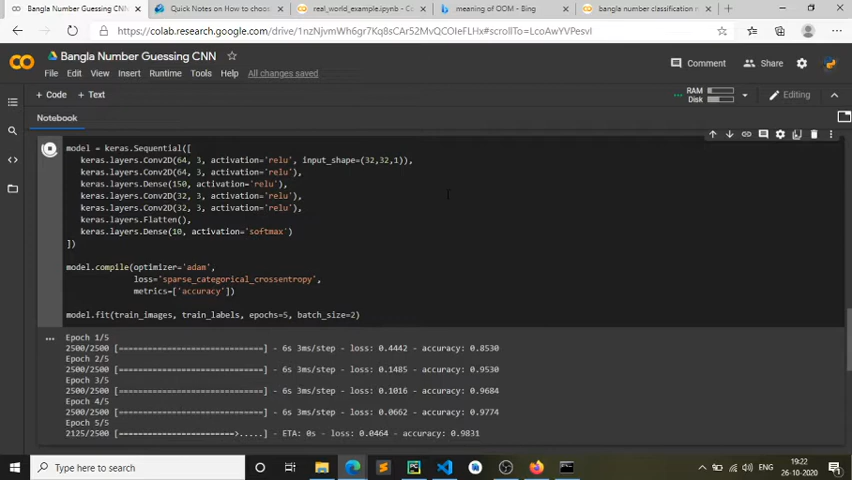 Bangla Number Guessing CNN
Quick Notes on How to choose
real_world_example.ipynb - Co
meaning of OOM - Bing
bangla number classification m
https://colab.research.google.com/drive/1nzNjvmWh6gr7Kq8sCAr52MvQCOIeFLHx#scrollTo=LcoAwYVPesvl
Bangla Number Guessing CNN
Comment
Share
File Edit View Insert Runtime Tools Help All changes saved
+ Code + Text
RAM
Disk
Editing
Notebook
model = keras.Sequential([
keras.layers.Conv2D(64, 3, activation='relu', input_shape=(32,32,1)),
keras.layers.Conv2D(64, 3, activation='relu'),
keras.layers.Dense(150, activation='relu'),
keras.layers.Conv2D(32, 3, activation='relu'),
keras.layers.Conv2D(32, 3, activation='relu'),
keras.layers.Flatten(),
keras.layers.Dense(10, activation='softmax')
])
model.compile(optimizer='adam',
loss='sparse_categorical_crossentropy',
metrics=['accuracy'])
model.fit(train_images, train_labels, epochs=5, batch_size=2)
Epoch 1/5
2500/2500 [==============================] - 6s 3ms/step - loss: 0.4442 - accuracy: 0.8530
Epoch 2/5
2500/2500 [==============================] - 6s 3ms/step - loss: 0.1485 - accuracy: 0.9530
Epoch 3/5
2500/2500 [==============================] - 6s 3ms/step - loss: 0.1016 - accuracy: 0.9684
Epoch 4/5
2500/2500 [==============================] - 6s 3ms/step - loss: 0.0662 - accuracy: 0.9774
Epoch 5/5
2125/2500 [========================>.....] - ETA: 0s - loss: 0.0464 - accuracy: 0.9831
Type here to search
ENG
19:22
26-10-2020